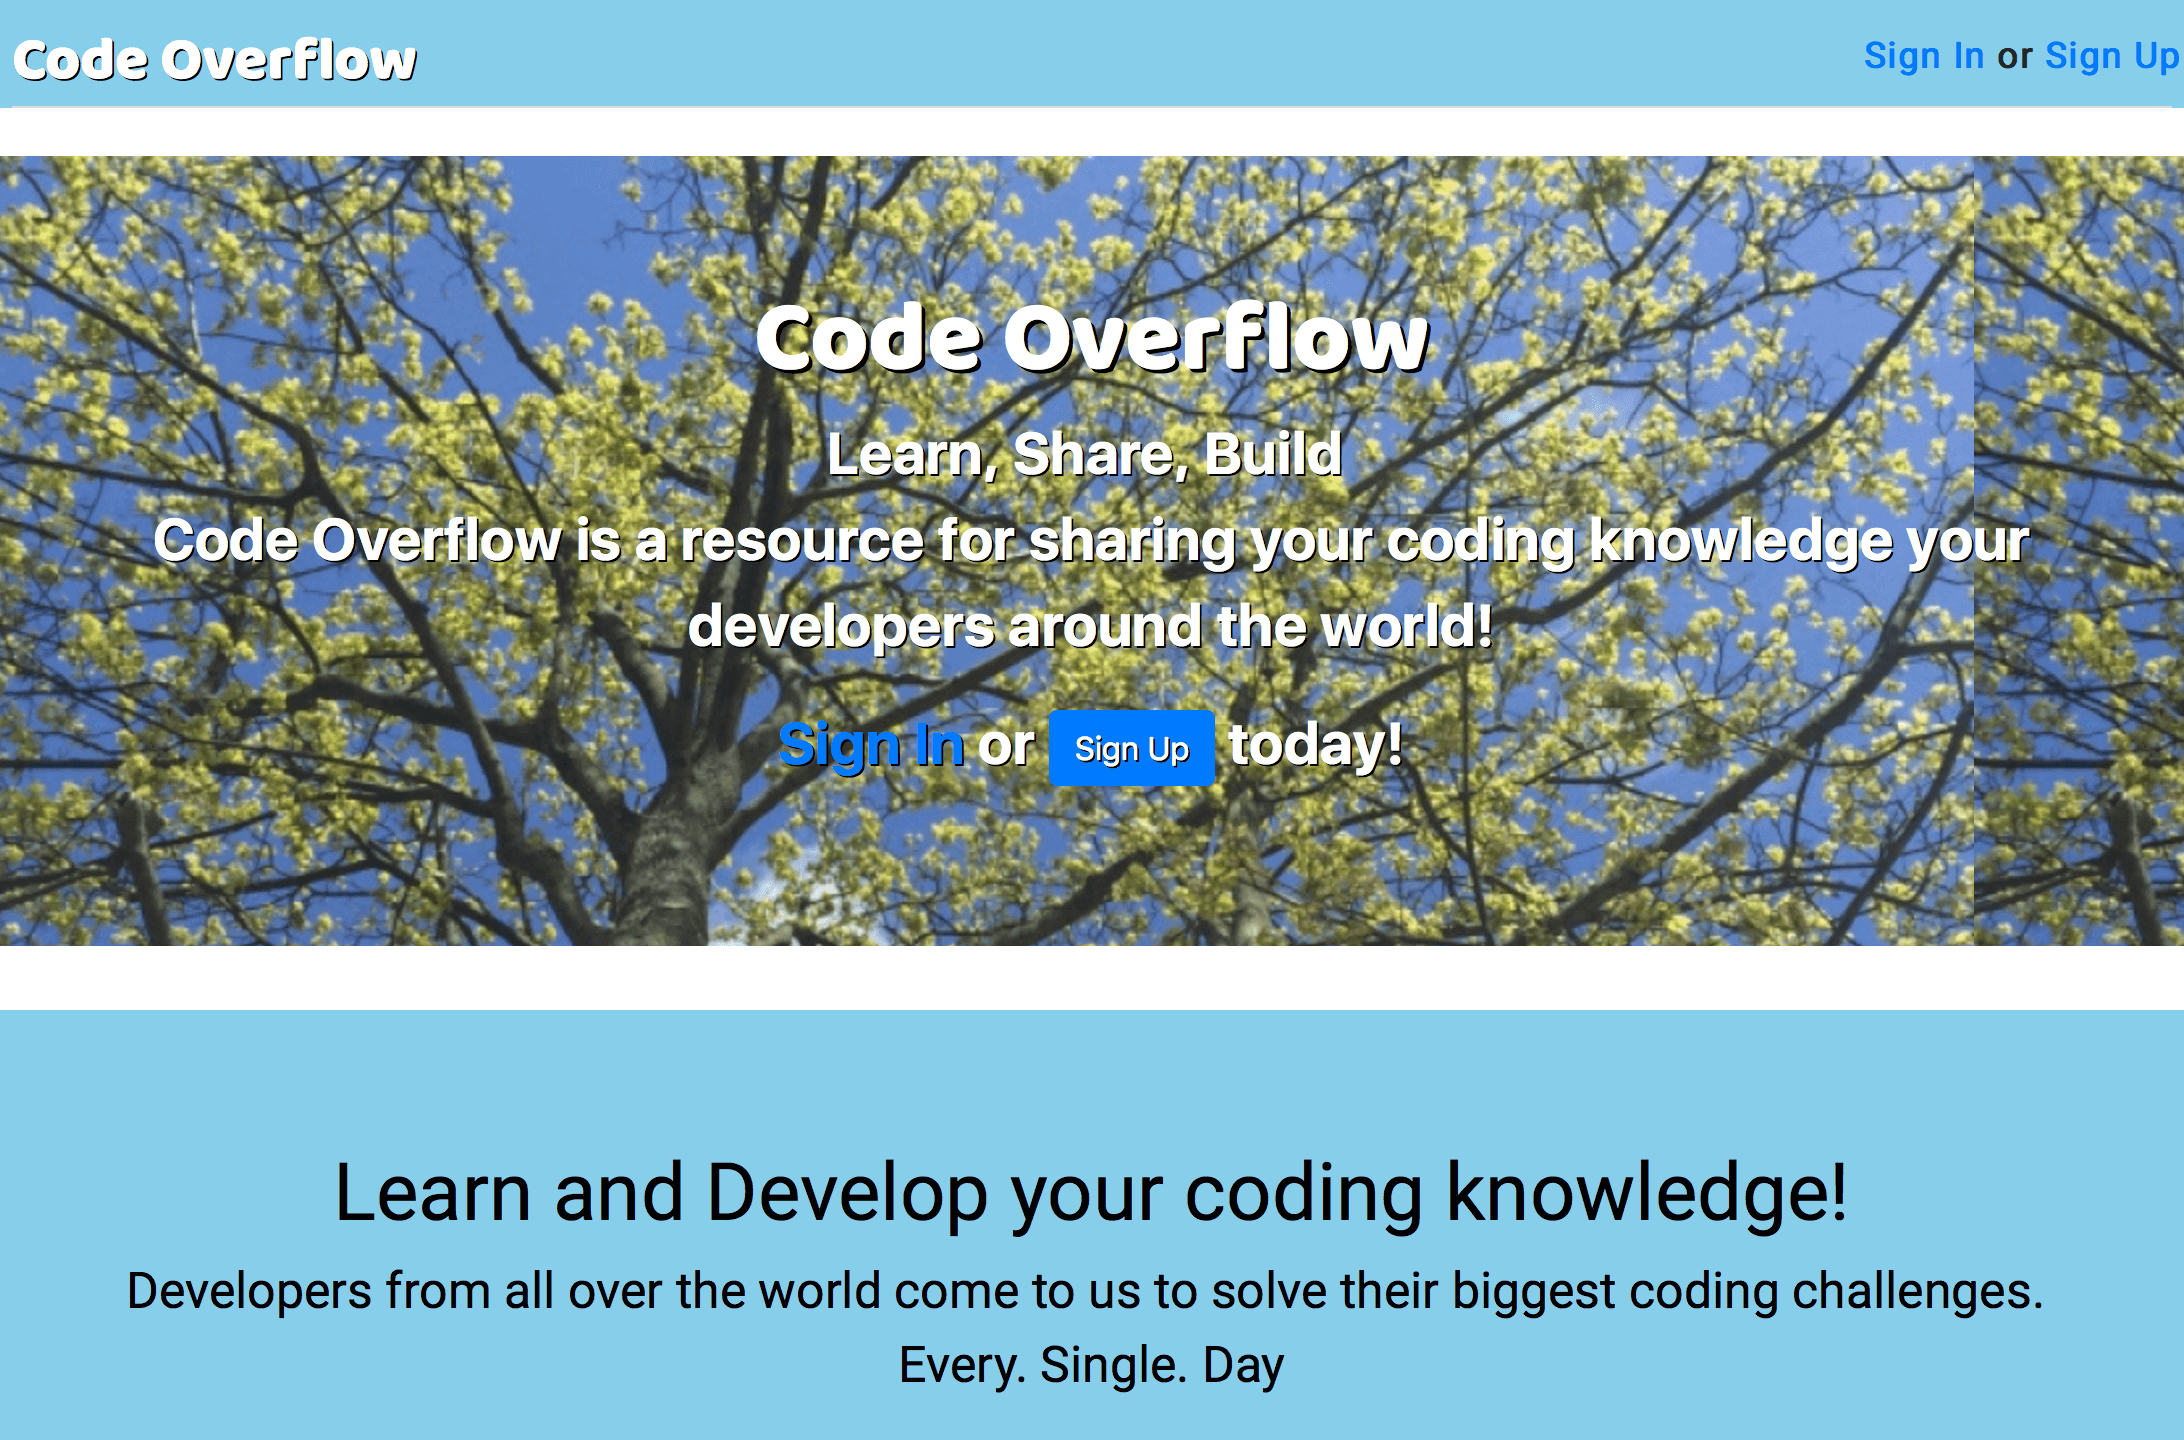 Code Overflow
Sign In or Sign Up
Code Overflow
Learn, Share, Build
Code Overflow is a resource for sharing your coding knowledge your
developers around the world!
Sign In or Sign Up today!
Learn and Develop your coding knowledge!
Developers from all over the world come to us to solve their biggest coding challenges.
Every. Single. Day